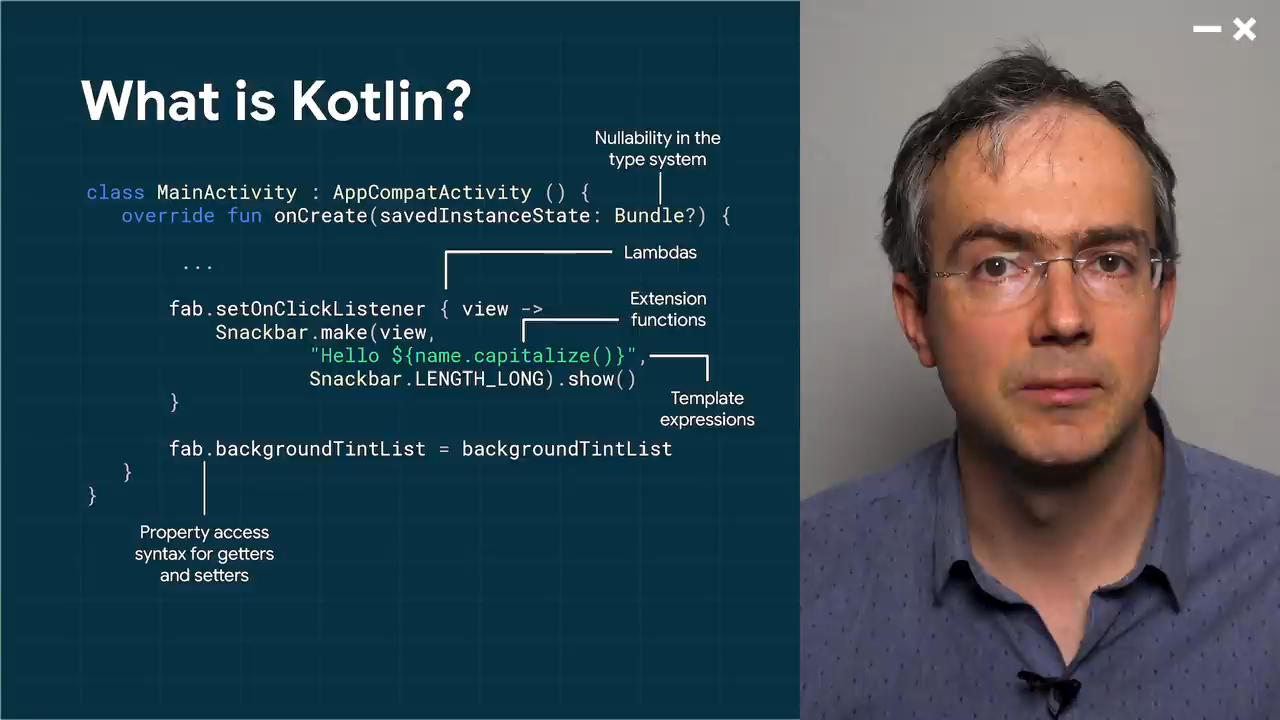 What is Kotlin?
Nullability in the
type system
class MainActivity : AppCompatActivity () {
override fun onCreate(savedInstanceState: Bundle?) {
Lambdas
...
Extension
functions
fab.setOnClickListener { view ->
Snackbar.make(view,
"Hello ${name.capitalize()}",
Snackbar.LENGTH_LONG).show()
}
Template
expressions
fab.backgroundTintList = backgroundTintList
}
}
Property access
syntax for getters
and setters